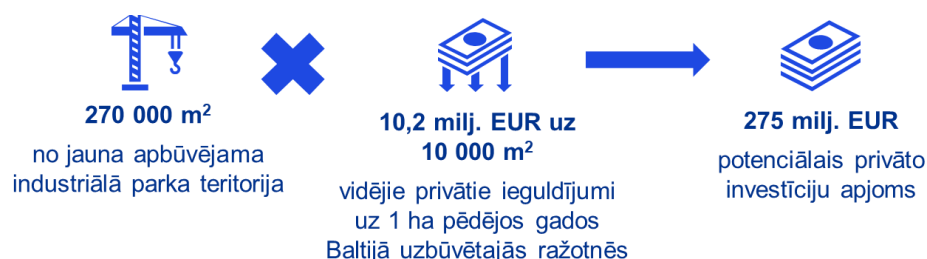 270 000 m²
no jauna apbūvējama
industriālā parka teritorija
10,2 milj. EUR uz
10 000 m²
vidējie privātie ieguldījumi
uz 1 ha pēdējos gados
Baltijā uzbūvētajās ražotnēs
275 milj. EUR
potenciālais privāto
investīciju apjoms